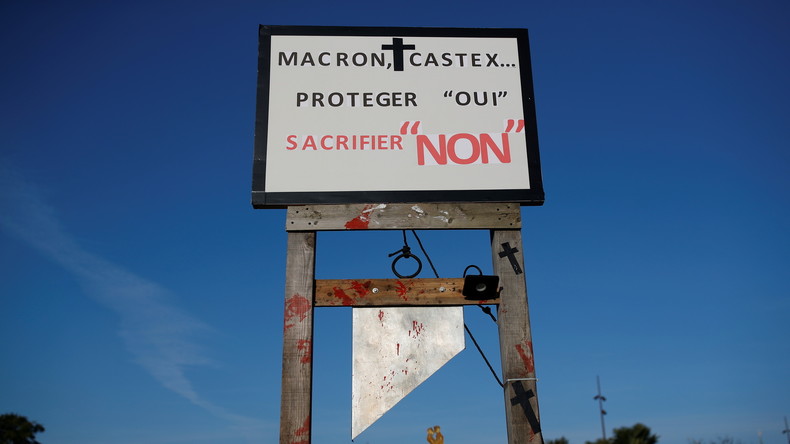 MACRON, CASTEX...
PROTEGER "OUI"
SACRIFIER "NON"